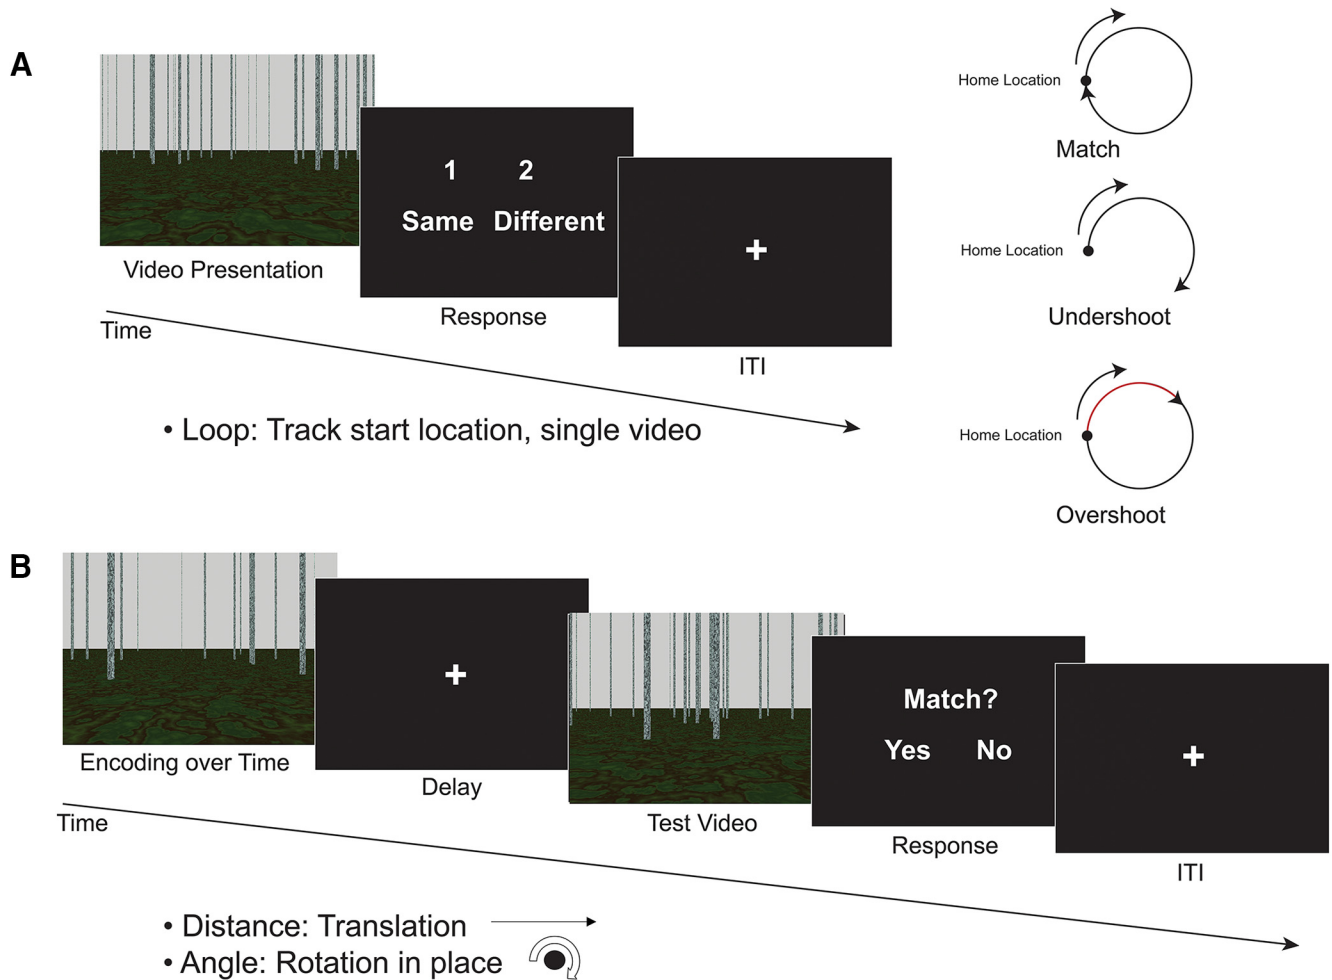 A
Video Presentation
1 2
Same Different
Response
+
ITI
Time
• Loop: Track start location, single video
Home Location
Match
Home Location
Undershoot
Home Location
Overshoot
B
Encoding over Time
+
Delay
Test Video
Match?
Yes No
Response
+
ITI
Time
• Distance: Translation
• Angle: Rotation in place